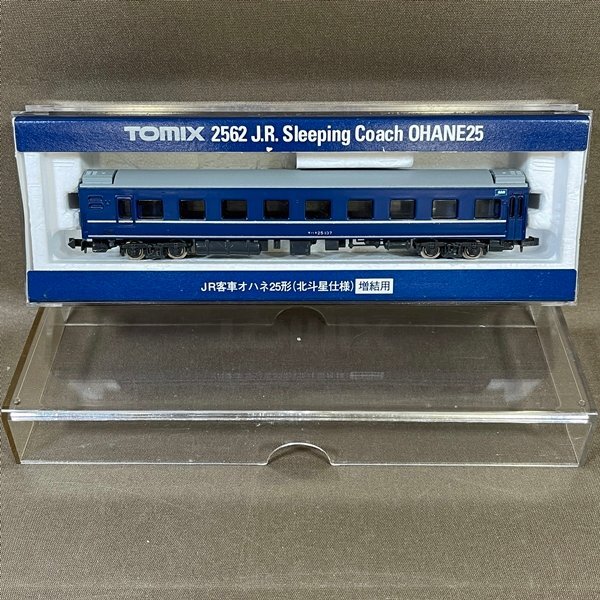 TOMIX 2562 J.R. Sleeping Coach OHANE25
JR客車オハネ25形(北斗星仕様) 増結用